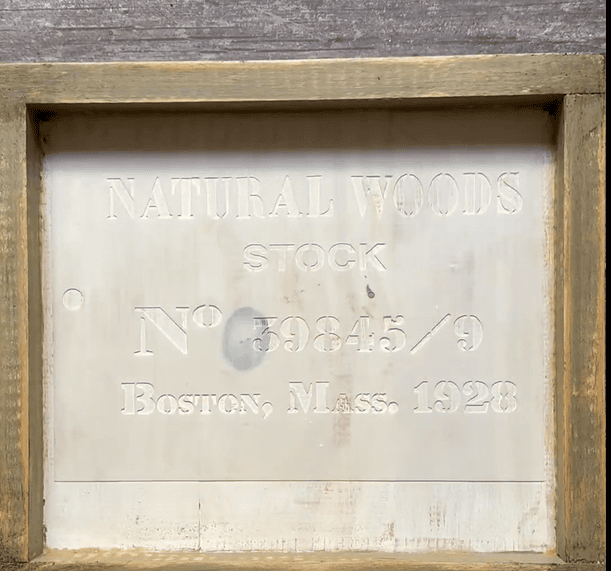 NATURAL WOODS
STOCK
Nº 39845/9
BOSTON, MASS. 1928